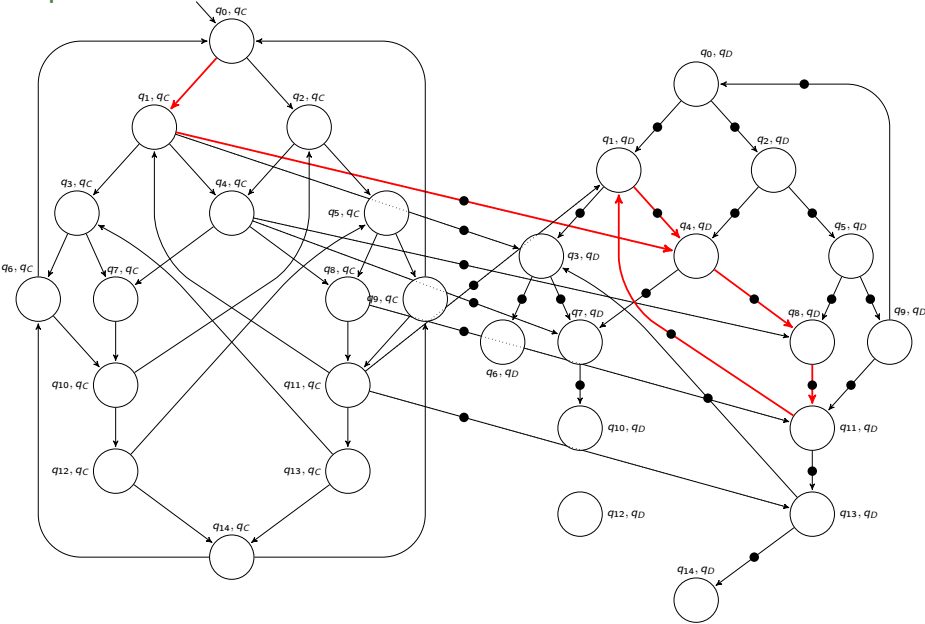 q0, qC
q1, qC
q2, qC
q3, qC
q4, qC
q5, qC
q6, qC
q7, qC
q8, qC
q9, qC
q10, qC
q11, qC
q12, qC
q13, qC
q14, qC
q0, qD
q1, qD
q2, qD
q4, qD
q5, qD
q3, qD
q7, qD
q8, qD
q9, qD
q6, qD
q10, qD
q11, qD
q12, qD
q13, qD
q14, qD